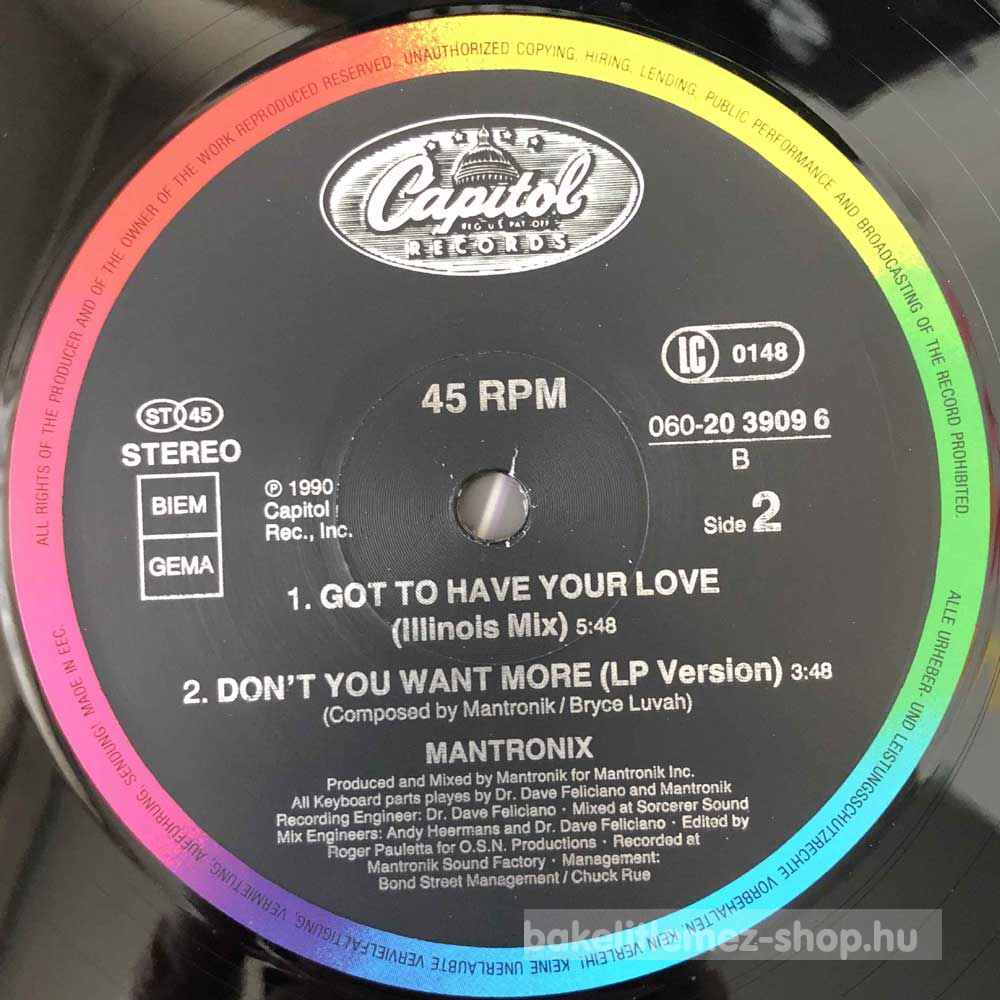 ALL RIGHTS OF THE PRODUCER AND OF THE OWNER OF THE WORK REPRODUCED RESERVED. UNAUTHORIZED COPYING, HIRING, LENDING, PUBLIC PERFORMANCE AND BROADCASTING OF THE RECORD PROHIBITED.
Capitol
REG U S PAT OFF
RECORDS
LC 0148
45 RPM
060-20 3909 6
B
ST 45
STEREO
BIEM
GEMA
℗ 1990
Capitol
Rec., Inc.
Side 2
1. GOT TO HAVE YOUR LOVE
(Illinois Mix) 5:48
2. DON'T YOU WANT MORE (LP Version) 3:48
(Composed by Mantronik / Bryce Luvah)
MANTRONIX
Produced and Mixed by Mantronik for Mantronik Inc.
All Keyboard parts playes by Dr. Dave Feliciano and Mantronik
Recording Engineer: Dr. Dave Feliciano · Mixed at Sorcerer Sound
Mix Engineers: Andy Heermans and Dr. Dave Feliciano · Edited by
Roger Pauletta for O.S.N. Productions · Recorded at
Mantronik Sound Factory · Management:
Bond Street Management / Chuck Rue
ALLE URHEBER- UND LEISTUNGSSCHUTZRECHTE VORBEHALTEN. KEIN VERLEIH! KEINE UNERLAUBTE VERVIELFÄLTIGUNG, VERMIETUNG, AUFFÜHRUNG, SENDUNG! MADE IN EEC.
bakelitlemez-shop.hu